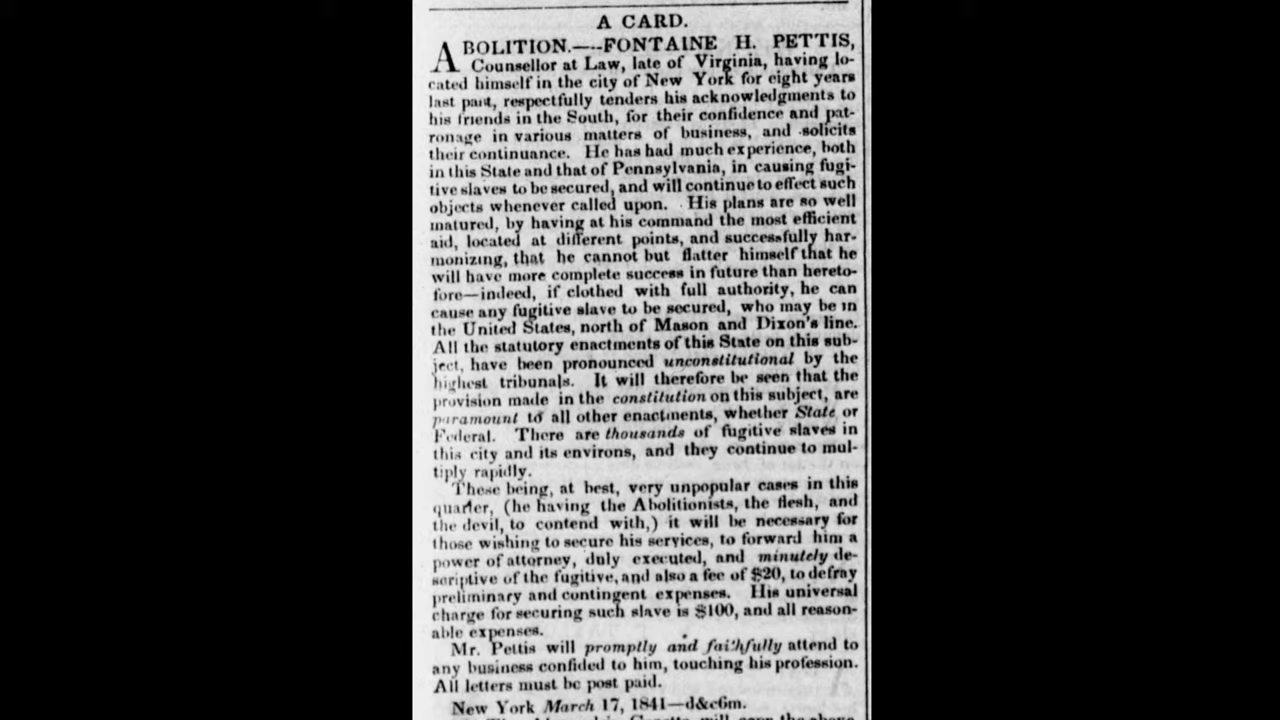 A CARD.
ABOLITION.—--FONTAINE H. PETTIS,
Counsellor at Law, late of Virginia, having lo-
cated himself in the city of New York for eight years
last past, respectfully tenders his acknowledgments to
his friends in the South, for their confidence and pat-
ronage in various matters of business, and solicits
their continuance. He has had much experience, both
in this State and that of Pennsylvania, in causing fugi-
tive slaves to be secured, and will continue to effect such
objects whenever called upon. His plans are so well
matured, by having at his command the most efficient
aid, located at different points, and successfully har-
monizing, that he cannot but flatter himself that he
will have more complete success in future than hereto-
fore—indeed, if clothed with full authority, he can
cause any fugitive slave to be secured, who may be in
the United States, north of Mason and Dixon's line.
All the statutory enactments of this State on this sub-
ject, have been pronounced unconstitutional by the
highest tribunals. It will therefore be seen that the
provision made in the constitution on this subject, are
paramount to all other enactments, whether State or
Federal. There are thousands of fugitive slaves in
this city and its environs, and they continue to mul-
tiply rapidly.
These being, at best, very unpopular cases in this
quarter, (he having the Abolitionists, the flesh, and
the devil, to contend with,) it will be necessary for
those wishing to secure his services, to forward him a
power of attorney, duly executed, and minutely de-
scriptive of the fugitive, and also a fee of $20, to defray
preliminary and contingent expenses. His universal
charge for securing such slave is $100, and all reason-
able expenses.
Mr. Pettis will promptly and faithfully attend to
any business confided to him, touching his profession.
All letters must be post paid.
New York March 17, 1841—d&c6m.